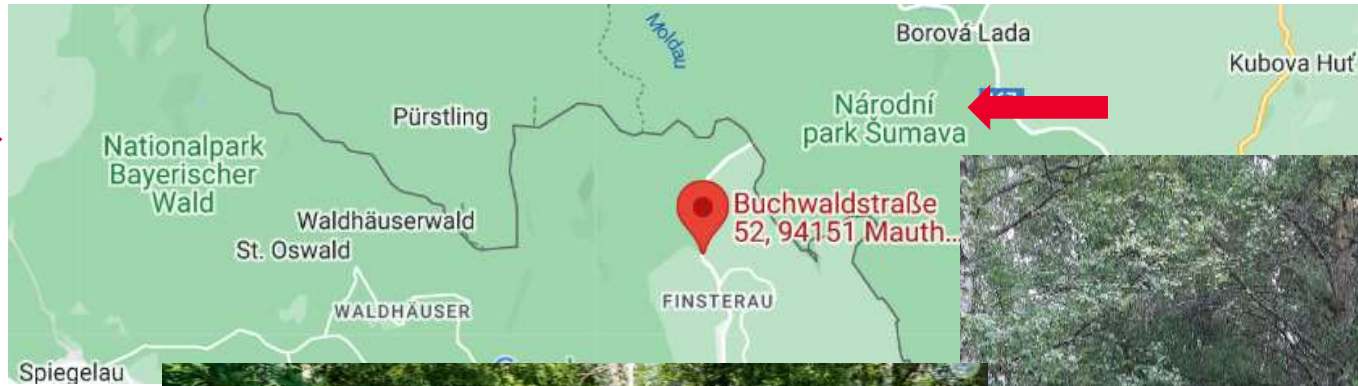 Moldau
Borová Lada
Kubova Huť
Pürstling
Národní
park Šumava
Nationalpark
Bayerischer
Wald
Buchwaldstraße
52, 94151 Mauth...
Waldhäuserwald
St. Oswald
FINSTERAU
WALDHÄUSER
Spiegelau